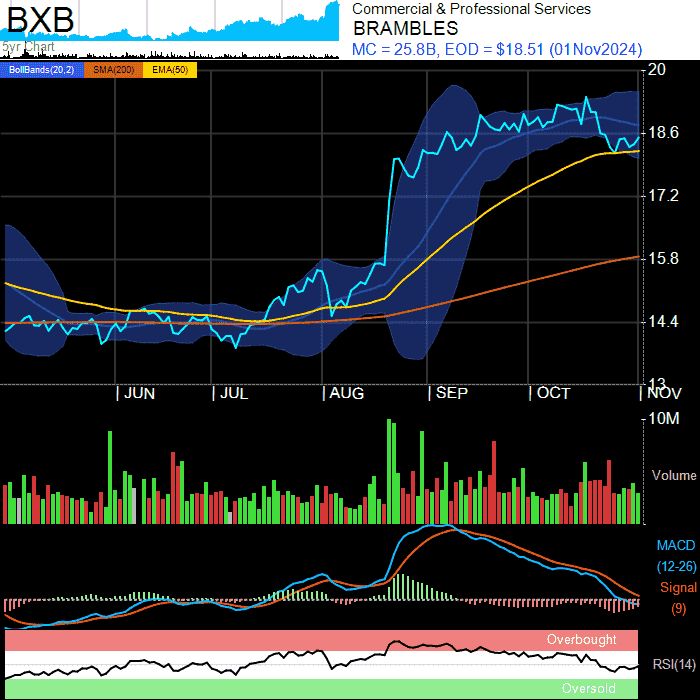 BXB
5yr Chart
Commercial & Professional Services
BRAMBLES
MC = 25.8B, EOD = $18.51 (01Nov2024)
BollBands(20,2) SMA(200) EMA(50)
20
18.6
17.2
15.8
14.4
13
JUN JUL AUG SEP OCT NOV
10M
Volume
MACD
(12-26)
Signal
(9)
Overbought
RSI(14)
Oversold